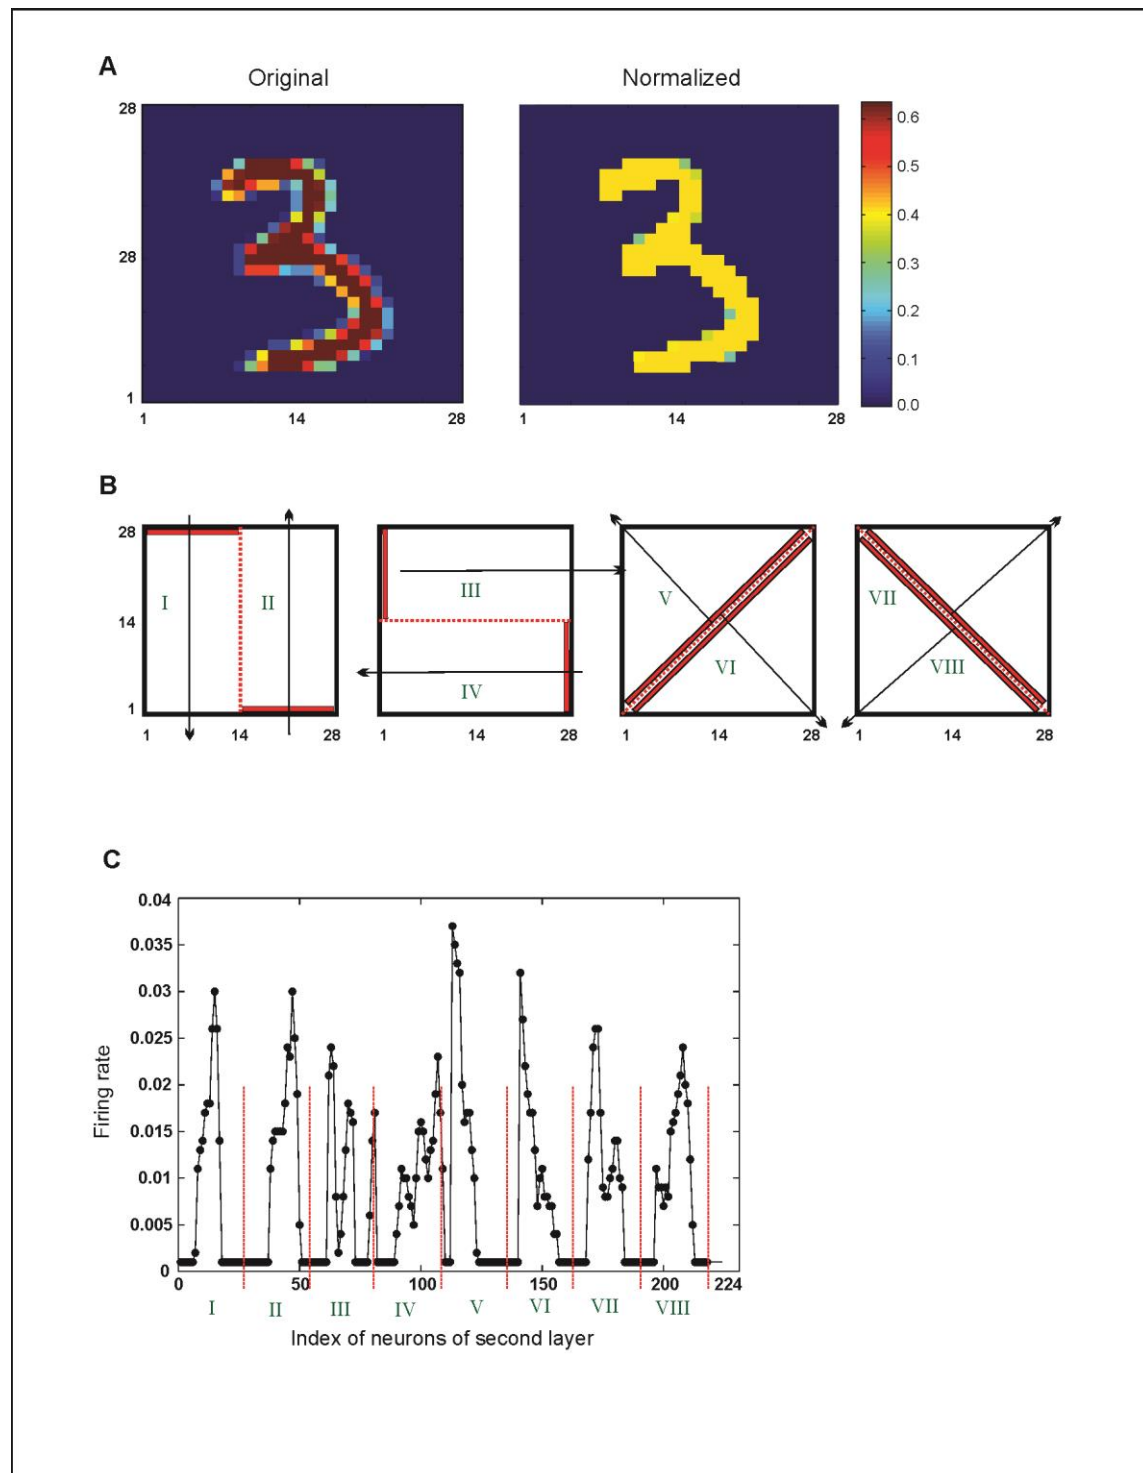 A
Original Normalized
28
28
1
1 14 28
1 14 28
0.6
0.5
0.4
0.3
0.2
0.1
0.0
B
28
14
1
I II
III
IV
V
VI
VII
VIII
1 14 28
1 14 28
1 14 28
1 14 28
C
0.04
0.035
0.03
0.025
0.02
0.015
0.01
0.005
0
Firing rate
0 50 100 150 200 224
I II III IV V VI VII VIII
Index of neurons of second layer